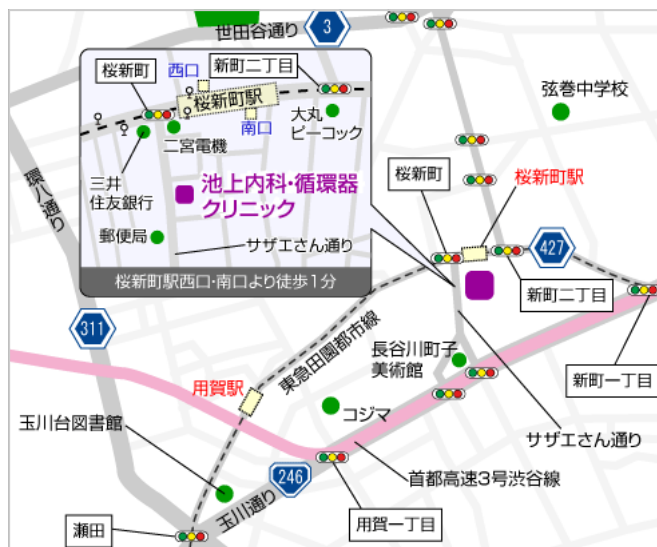 世田谷通り
3
桜新町
西口
新町二丁目
桜新町駅
南口
大丸
ピーコック
二宮電機
三井
住友銀行
池上内科・循環器
クリニック
郵便局
サザエさん通り
桜新町駅西口・南口より徒歩1分
弦巻中学校
環八通り
桜新町
桜新町駅
427
新町二丁目
311
東急田園都市線
長谷川町子
美術館
新町一丁目
用賀駅
コジマ
サザエさん通り
玉川台図書館
246
玉川通り
首都高速3号渋谷線
用賀一丁目
瀬田